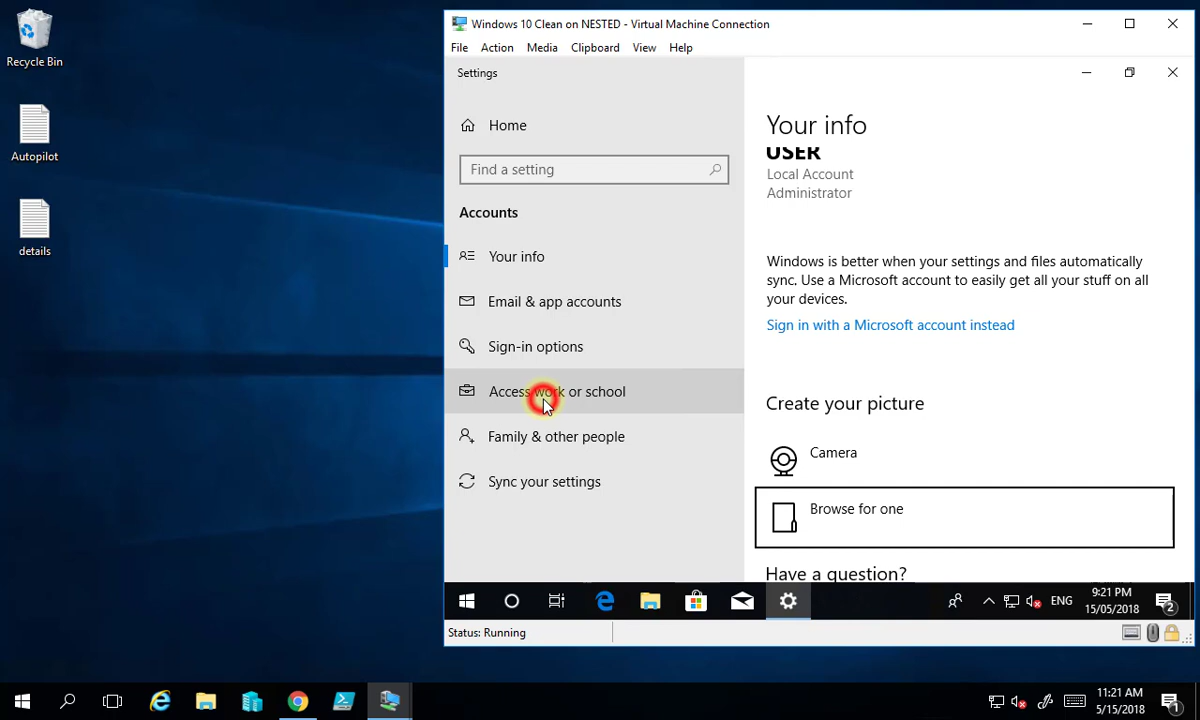 Recycle Bin
Autopilot
details
Windows 10 Clean on NESTED - Virtual Machine Connection
File Action Media Clipboard View Help
Settings
Home
Find a setting
Accounts
Your info
Email & app accounts
Sign-in options
Access work or school
Family & other people
Sync your settings
Your info
USER
Local Account
Administrator
Windows is better when your settings and files automatically
sync. Use a Microsoft account to easily get all your stuff on all
your devices.
Sign in with a Microsoft account instead
Create your picture
Camera
Browse for one
Have a question?
ENG
9:21 PM
15/05/2018
2
Status: Running
11:21 AM
5/15/2018
1